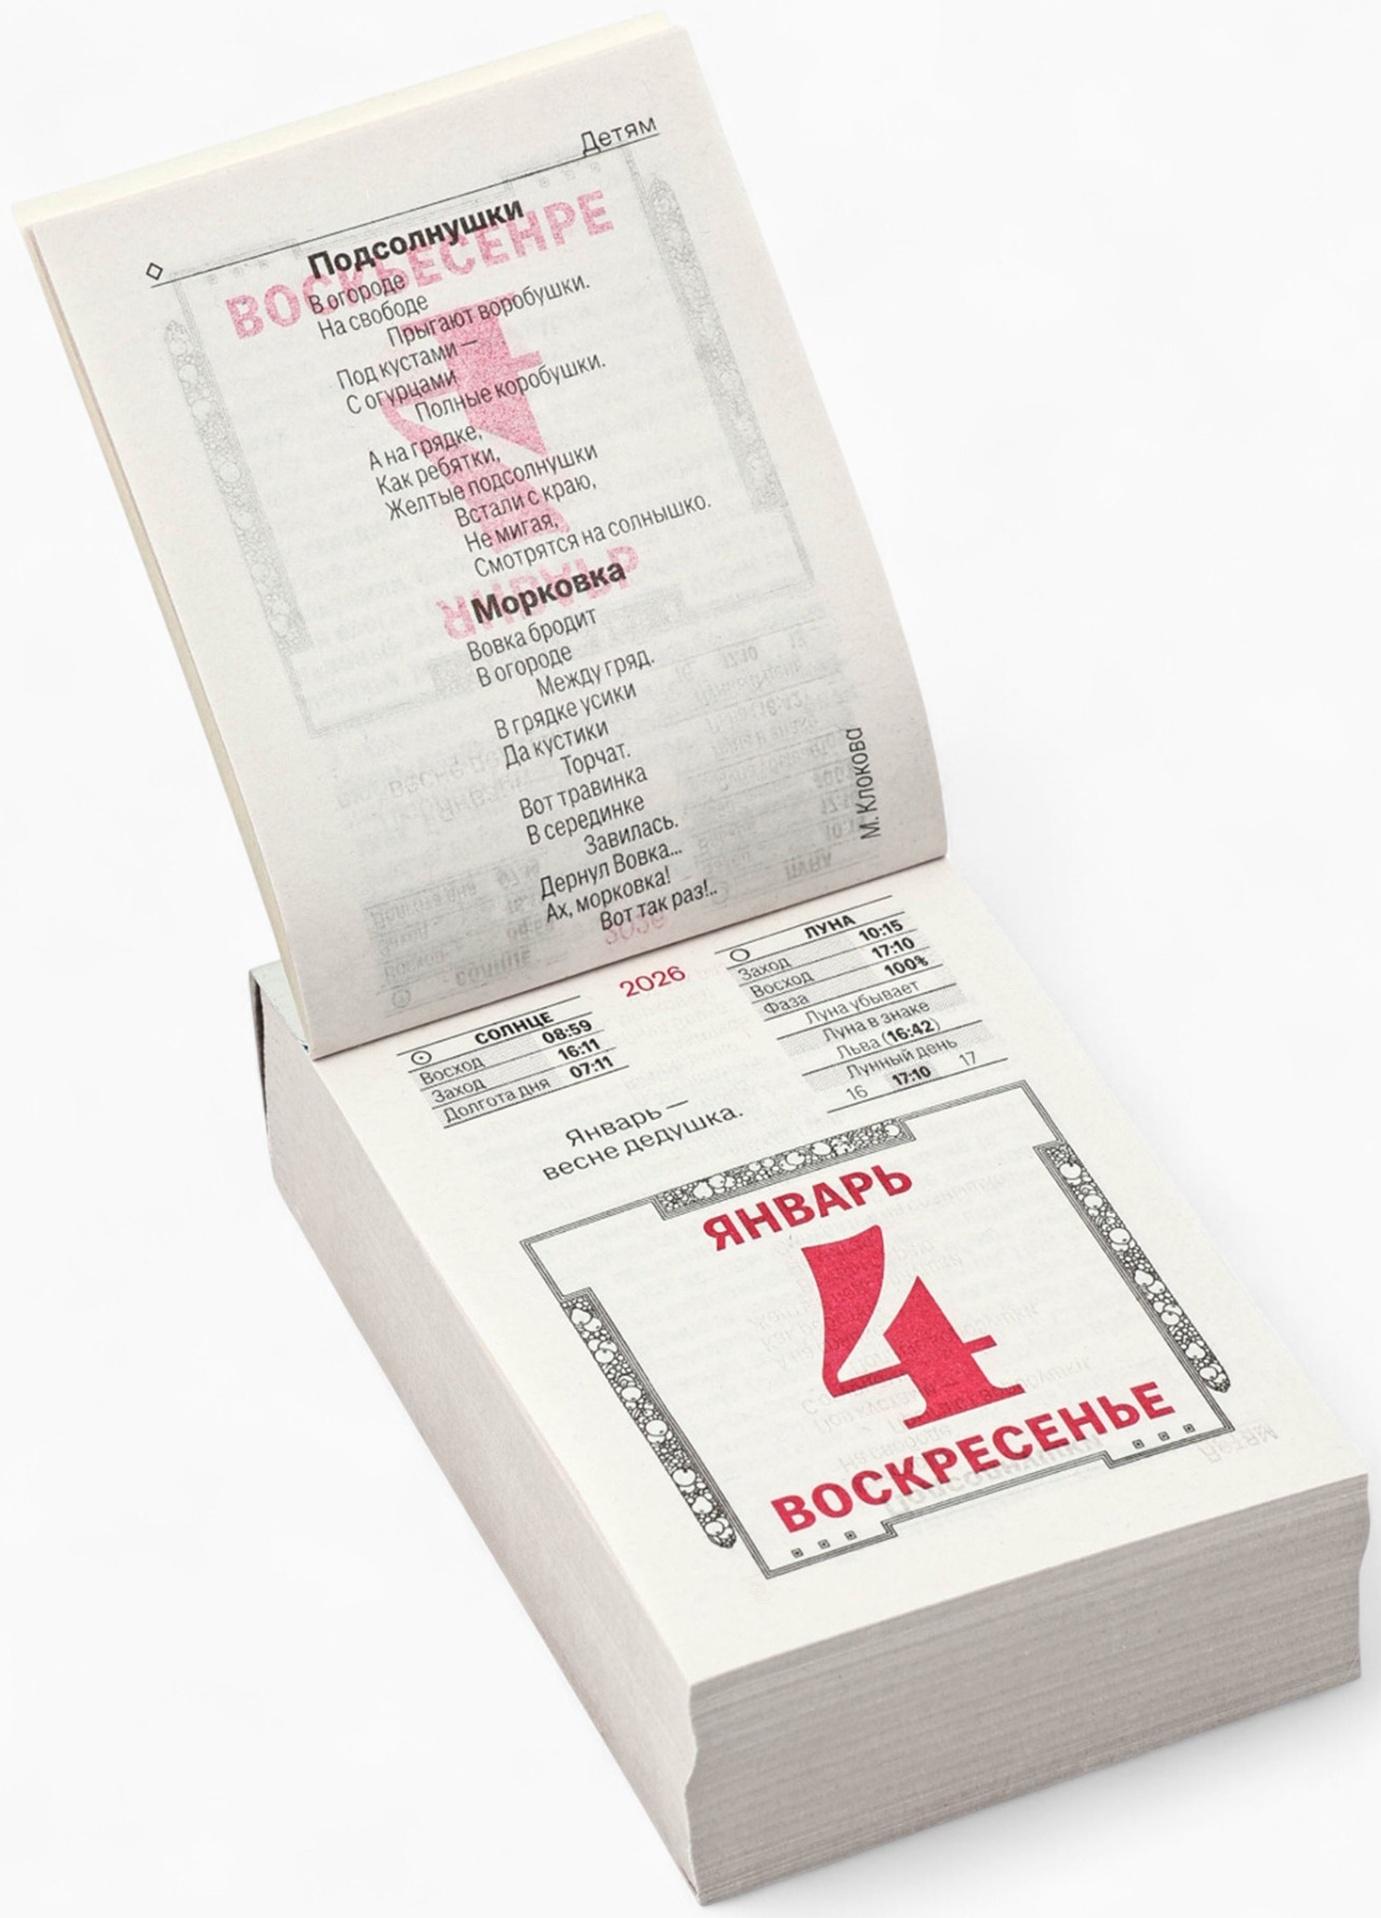 Детям
Подсолнушки
В огороде
На свободе
Прыгают воробушки.
Под кустами —
С огурцами
Полные коробушки.
А на грядке,
Как ребятки,
Желтые подсолнушки
Встали с краю,
Не мигая,
Смотрятся на солнышко.
Морковка
Вовка бродит
В огороде
Между гряд.
В грядке усики
Да кустики
Торчат.
Вот травинка
В серединке
Завилась.
Дернул Вовка...
Ах, морковка!
Вот так раз!..
М. Клокова
2026
СОЛНЦЕ
Восход 08:59
Заход 16:11
Долгота дня 07:11
ЛУНА
Заход 10:15
Восход 17:10
Фаза 100%
Луна убывает
Луна в знаке
Льва (16:42)
Лунный день
16 17:10 17
Январь —
весне дедушка.
ЯНВАРЬ
4
ВОСКРЕСЕНЬЕ